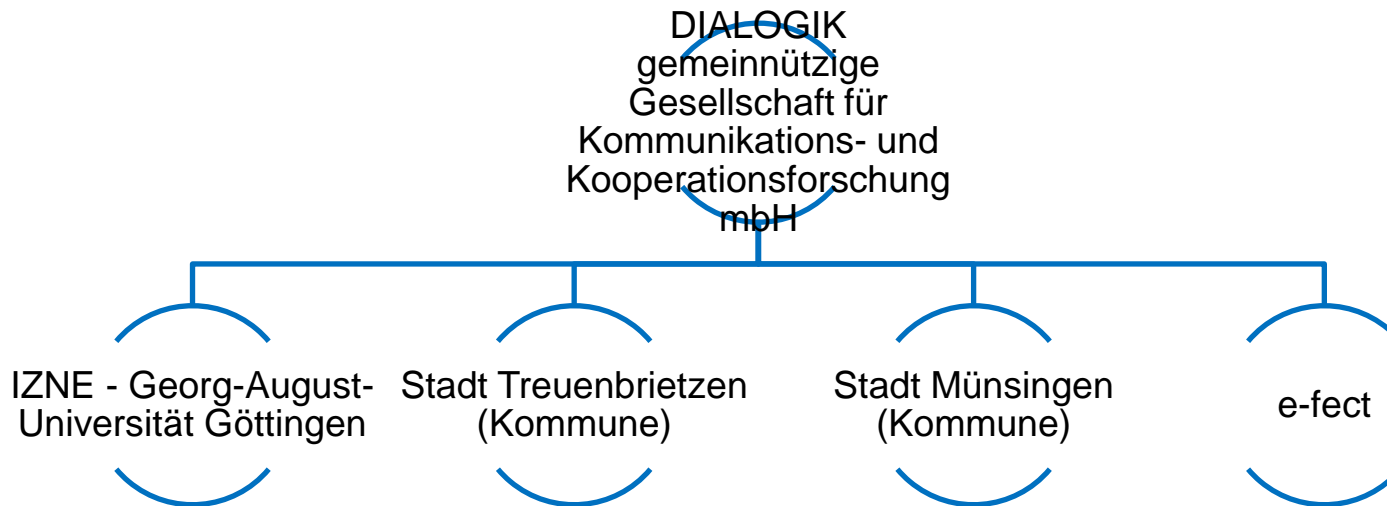 DIALOGIK
gemeinnützige
Gesellschaft für
Kommunikations- und
Kooperationsforschung
mbH
IZNE - Georg-August-
Universität Göttingen
Stadt Treuenbrietzen
(Kommune)
Stadt Münsingen
(Kommune)
e-fect